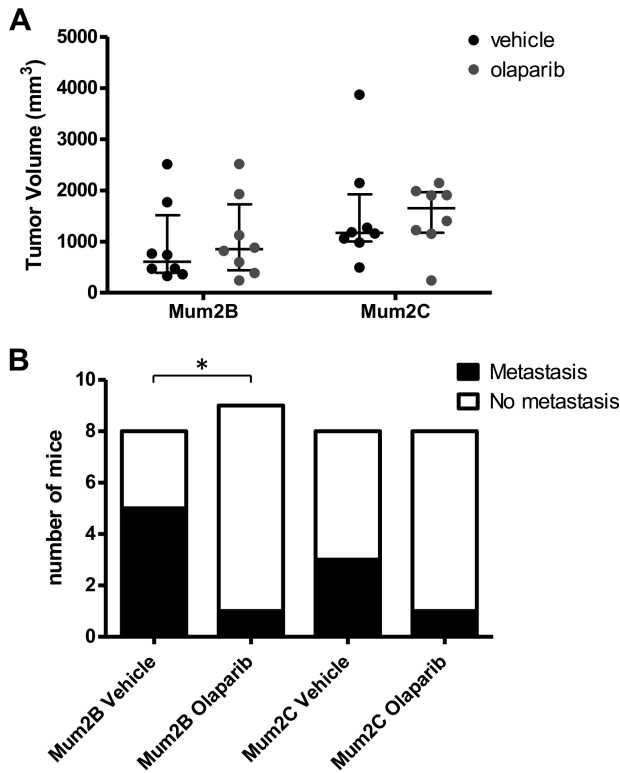 A
Tumor Volume (mm³)
5000
4000
3000
2000
1000
0
vehicle
olaparib
Mum2B
Mum2C
B
number of mice
10
8
6
4
2
0
*
Metastasis
No metastasis
Mum2B Vehicle
Mum2B Olaparib
Mum2C Vehicle
Mum2C Olaparib